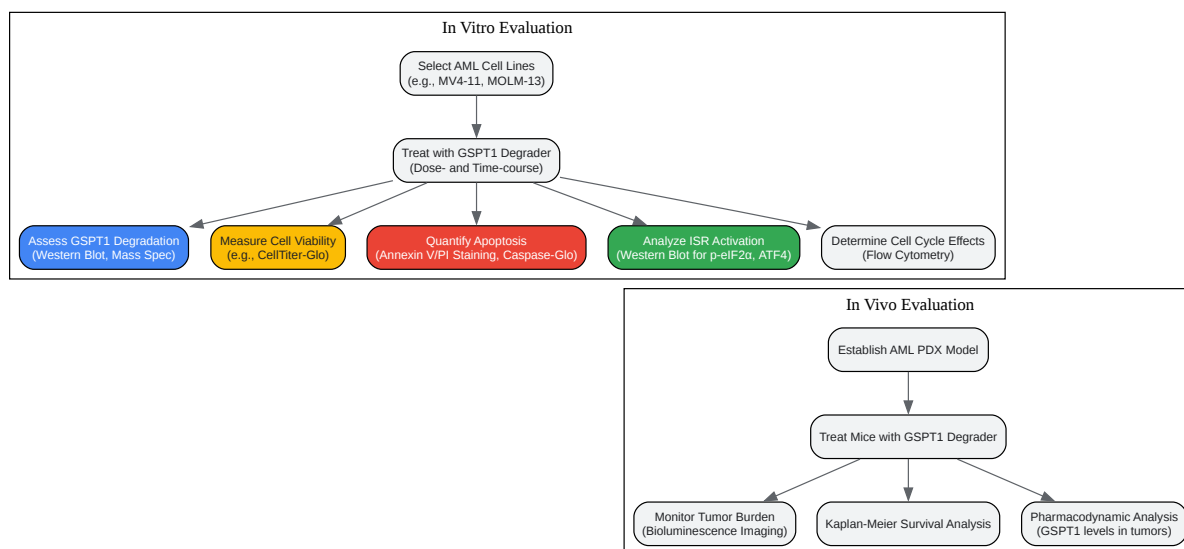 In Vitro Evaluation
Select AML Cell Lines
(e.g., MV4-11, MOLM-13)
Treat with GSPT1 Degrader
(Dose- and Time-course)
Assess GSPT1 Degradation
(Western Blot, Mass Spec)
Measure Cell Viability
(e.g., CellTiter-Glo)
Quantify Apoptosis
(Annexin V/PI Staining, Caspase-Glo)
Analyze ISR Activation
(Western Blot for p-eIF2α, ATF4)
Determine Cell Cycle Effects
(Flow Cytometry)
In Vivo Evaluation
Establish AML PDX Model
Treat Mice with GSPT1 Degrader
Monitor Tumor Burden
(Bioluminescence Imaging)
Kaplan-Meier Survival Analysis
Pharmacodynamic Analysis
(GSPT1 levels in tumors)